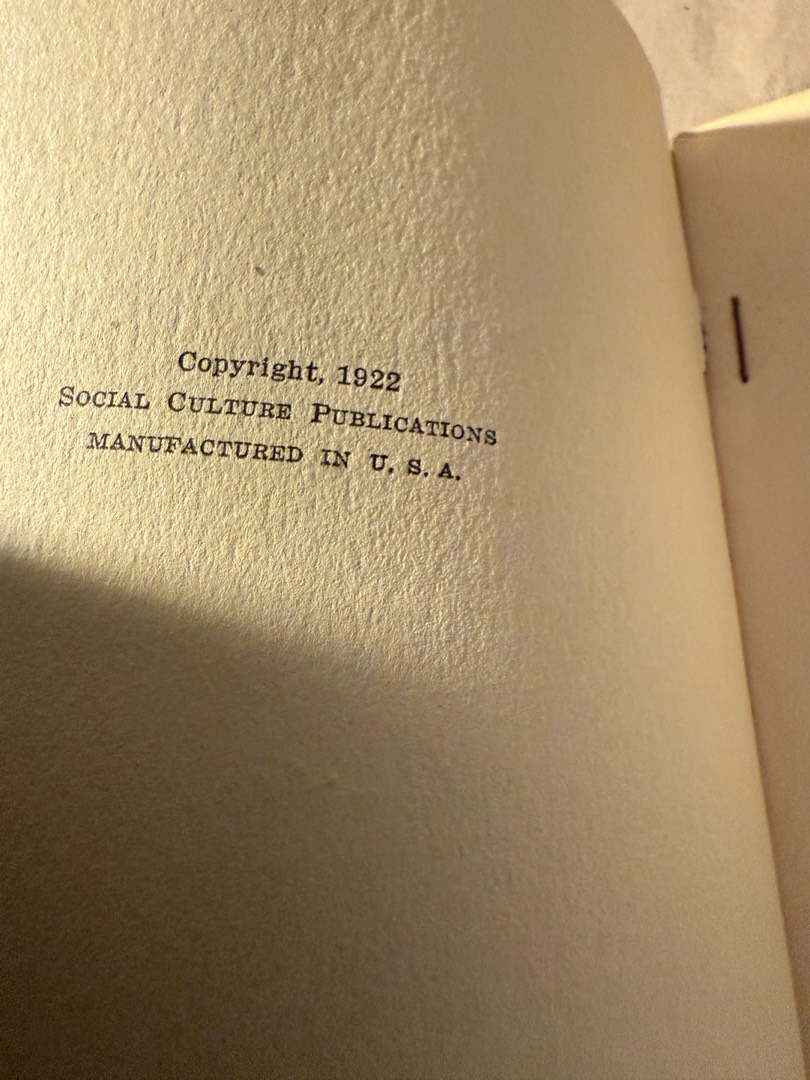 Copyright, 1922
SOCIAL CULTURE PUBLICATIONS
MANUFACTURED IN U. S. A.